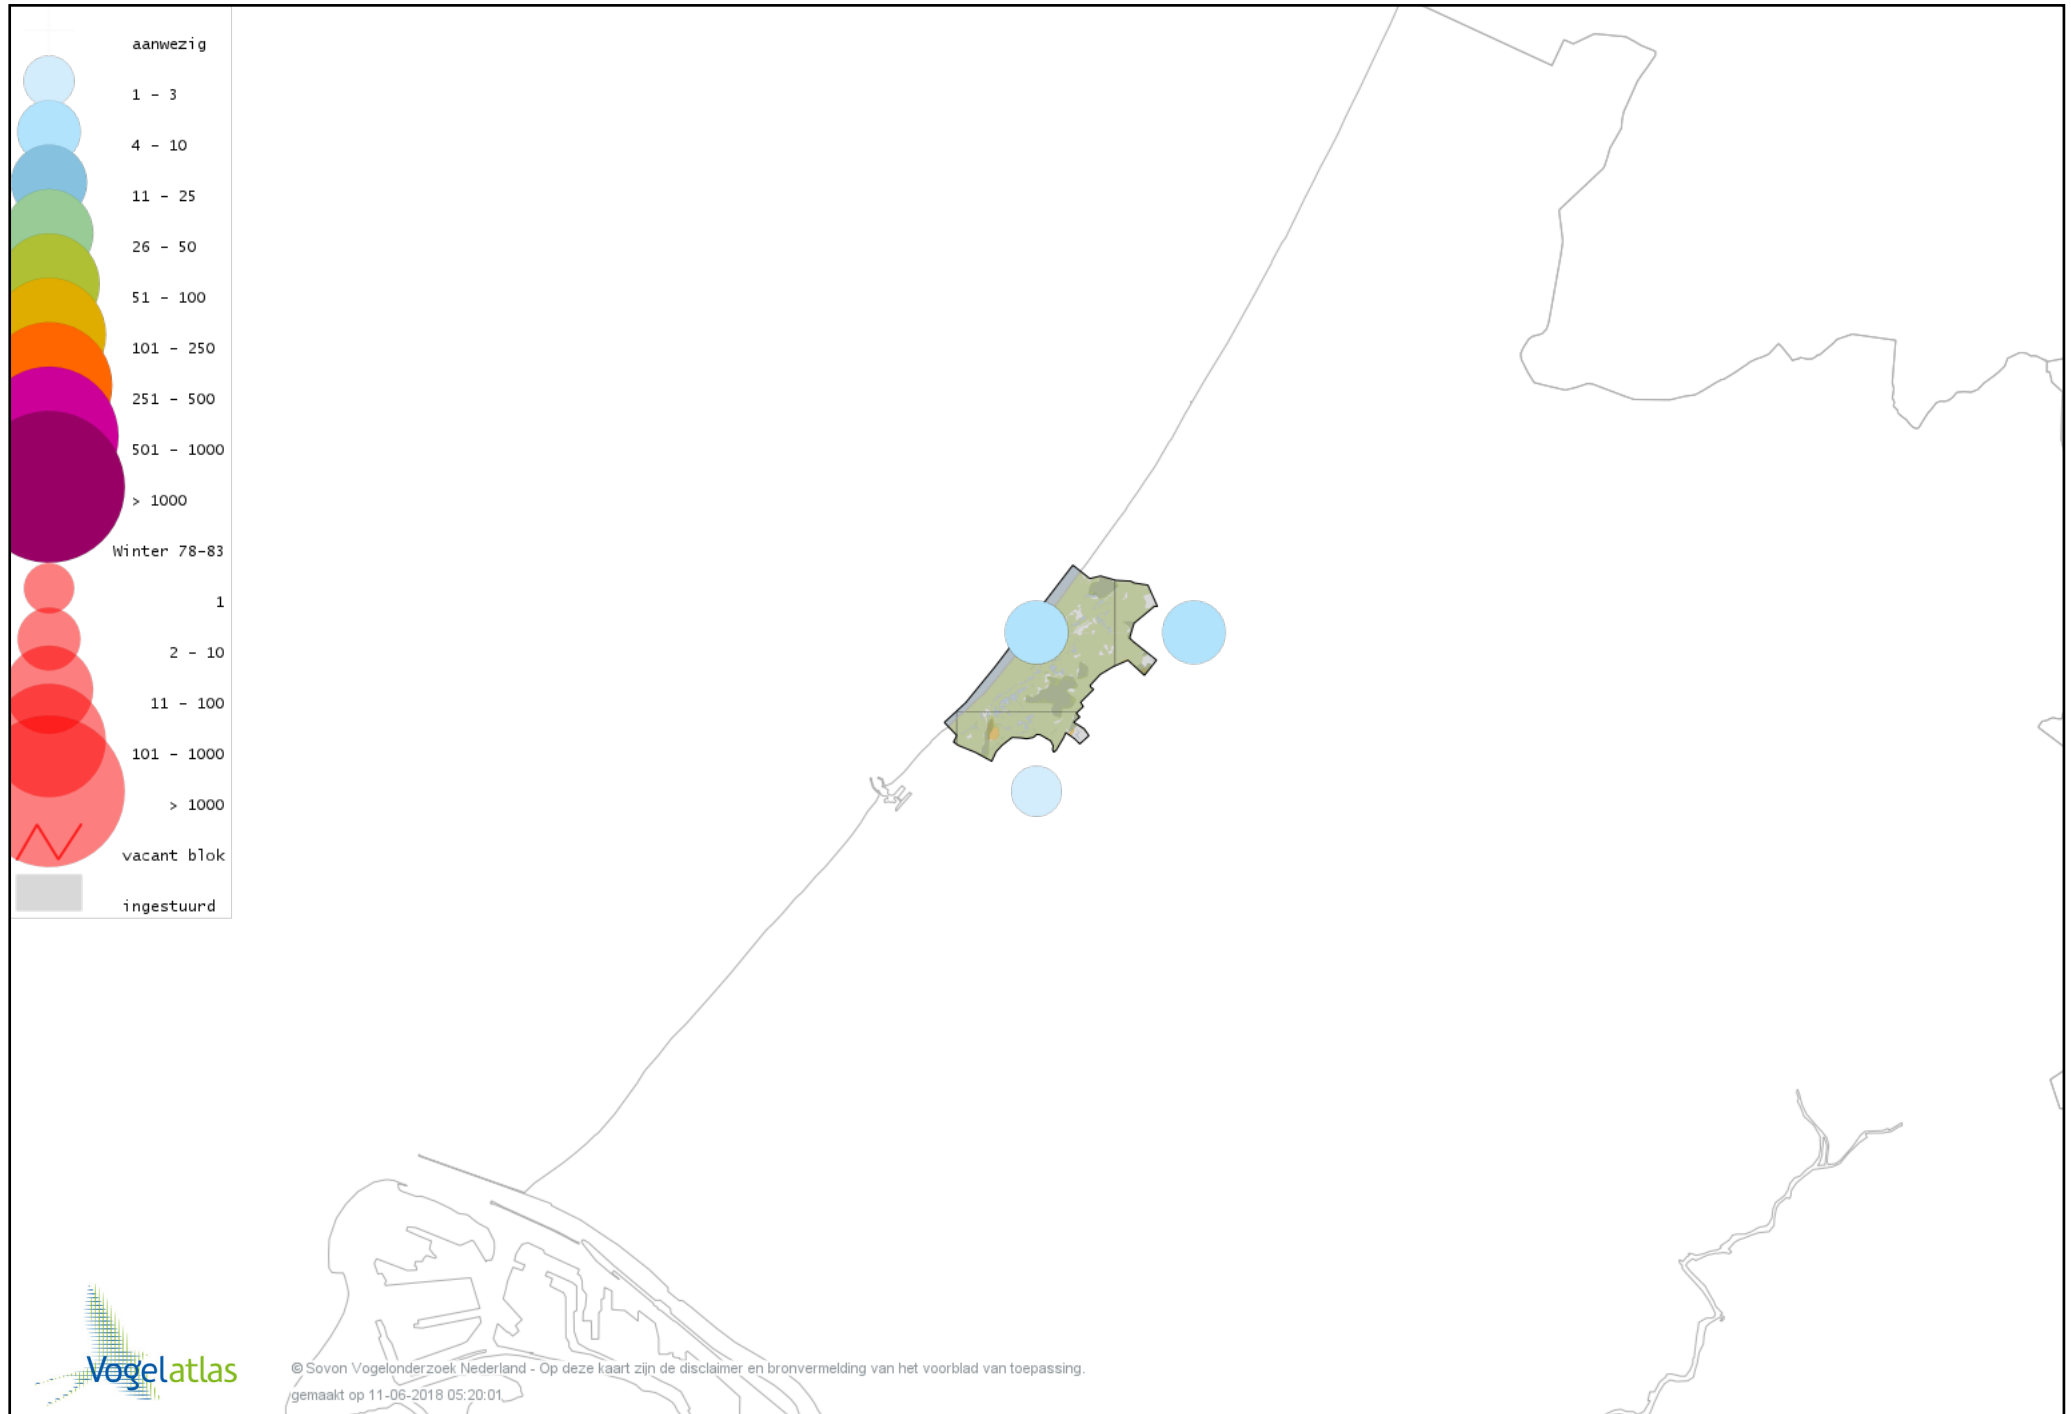 aanwezig
1 - 3
4 - 10
11 - 25
26 - 50
51 - 100
101 - 250
251 - 500
501 - 1000
> 1000
Winter 78-83
1
2 - 10
11 - 100
101 - 1000
> 1000
vacant blok
ingestuurd
Vogelatlas
© Sovon Vogelonderzoek Nederland - Op deze kaart zijn de disclaimer en bronvermelding van het voorblad van toepassing.
gemaakt op 11-06-2018 05:20:01